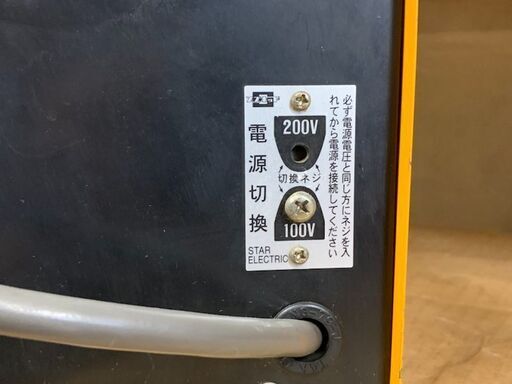 電源切換
200V
切換ネジ
100V
STAR
ELECTRIC
必ず電源電圧と同じ方にネジを入
れてから電源を接続してください